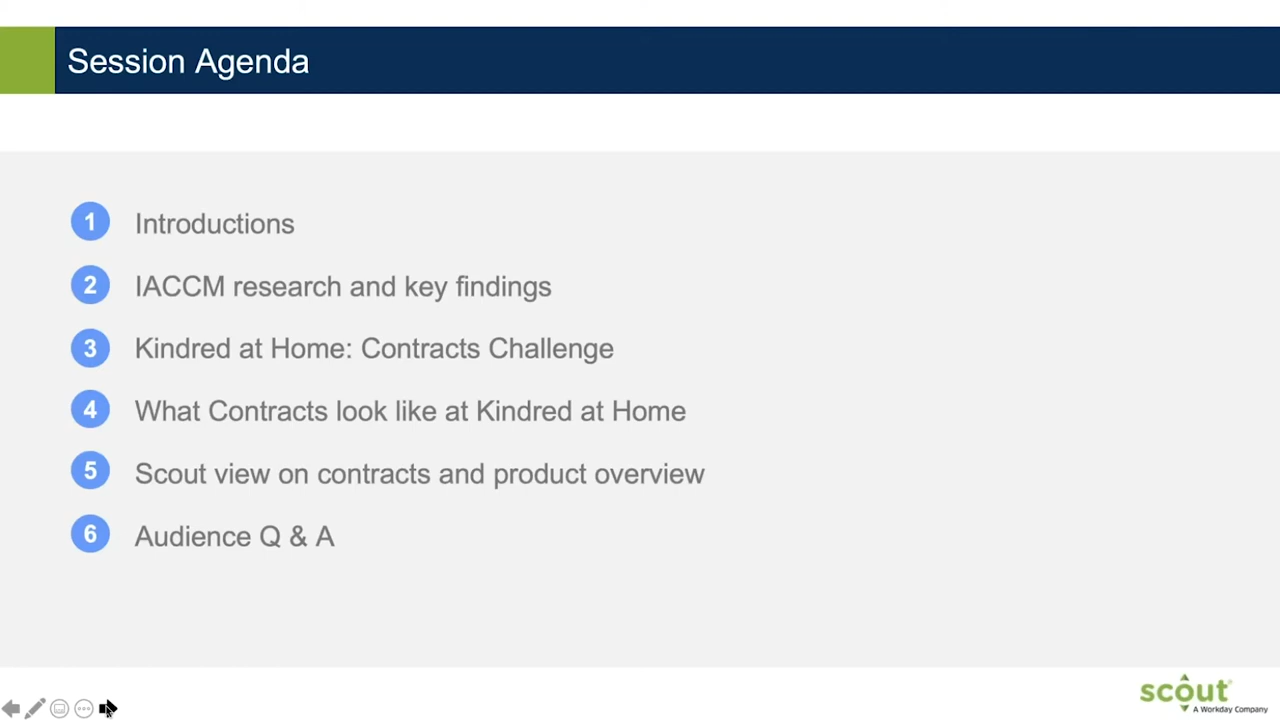 Session Agenda
1 Introductions
2 IACCM research and key findings
3 Kindred at Home: Contracts Challenge
4 What Contracts look like at Kindred at Home
5 Scout view on contracts and product overview
6 Audience Q & A
scout
A Workday Company